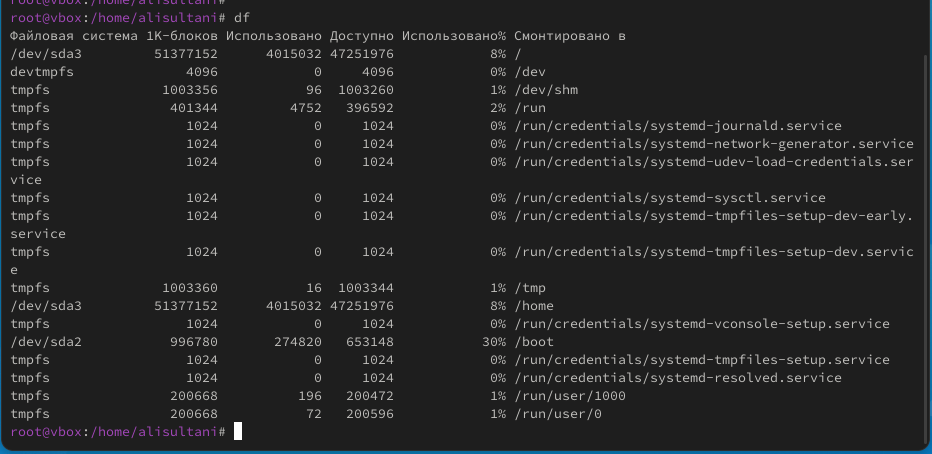 root@vbox:/home/alisultani#
root@vbox:/home/alisultani# df
Файловая система 1K-блоков Использовано Доступно Использовано% Смонтировано в
/dev/sda3         51377152      4015032 47251976            8% /
devtmpfs              4096            0     4096            0% /dev
tmpfs              1003356           96  1003260            1% /dev/shm
tmpfs               401344         4752   396592            2% /run
tmpfs                 1024            0     1024            0% /run/credentials/systemd-journald.service
tmpfs                 1024            0     1024            0% /run/credentials/systemd-network-generator.service
tmpfs                 1024            0     1024            0% /run/credentials/systemd-udev-load-credentials.ser
vice
tmpfs                 1024            0     1024            0% /run/credentials/systemd-sysctl.service
tmpfs                 1024            0     1024            0% /run/credentials/systemd-tmpfiles-setup-dev-early.
service
tmpfs                 1024            0     1024            0% /run/credentials/systemd-tmpfiles-setup-dev.servic
e
tmpfs              1003360           16  1003344            1% /tmp
/dev/sda3         51377152      4015032 47251976            8% /home
tmpfs                 1024            0     1024            0% /run/credentials/systemd-vconsole-setup.service
/dev/sda2           996780       274820   653148           30% /boot
tmpfs                 1024            0     1024            0% /run/credentials/systemd-tmpfiles-setup.service
tmpfs                 1024            0     1024            0% /run/credentials/systemd-resolved.service
tmpfs               200668          196   200472            1% /run/user/1000
tmpfs               200668           72   200596            1% /run/user/0
root@vbox:/home/alisultani#